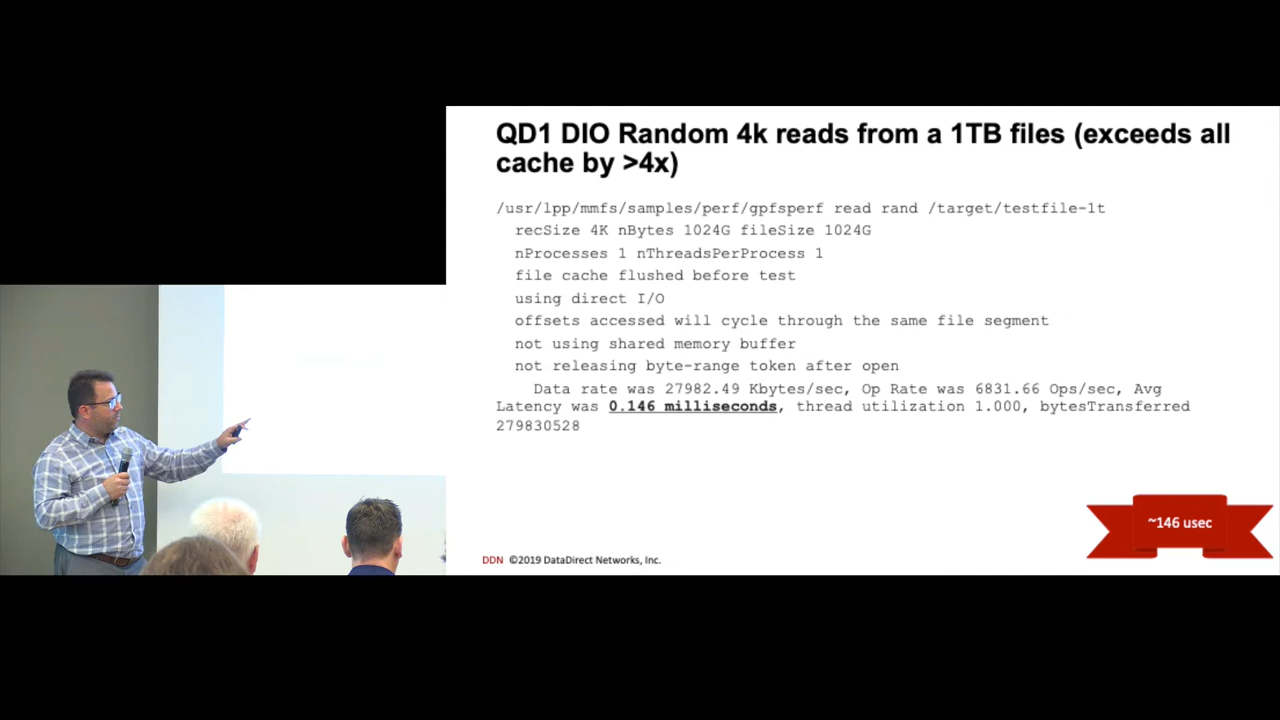 QD1 DIO Random 4k reads from a 1TB files (exceeds all
cache by >4x)
/usr/lpp/mmfs/samples/perf/gpfsperf read rand /target/testfile-1t
recSize 4K nBytes 1024G fileSize 1024G
nProcesses 1 nThreadsPerProcess 1
file cache flushed before test
using direct I/O
offsets accessed will cycle through the same file segment
not using shared memory buffer
not releasing byte-range token after open
Data rate was 27982.49 Kbytes/sec, Op Rate was 6831.66 Ops/sec, Avg
Latency was 0.146 milliseconds, thread utilization 1.000, bytesTransferred
279830528
~146 usec
DDN ©2019 DataDirect Networks, Inc.